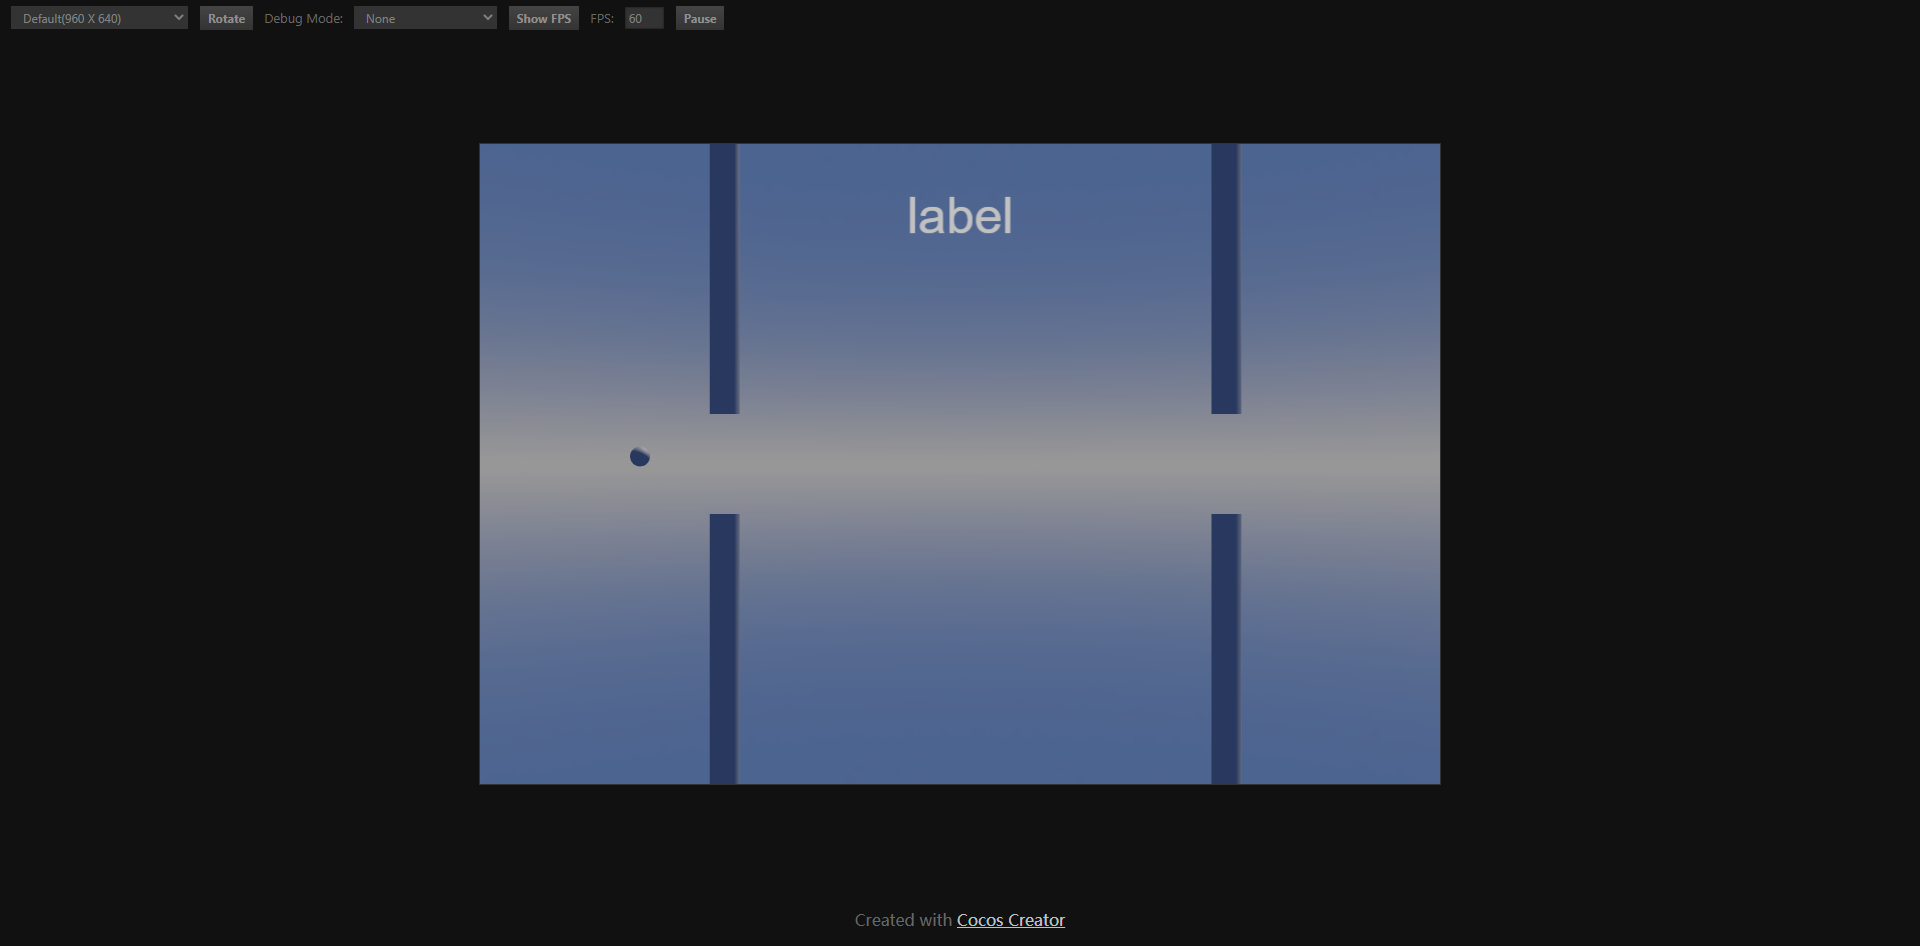 Default(960 X 640) Rotate Debug Mode: None Show FPS FPS: 60 Pause
label
Created with Cocos Creator